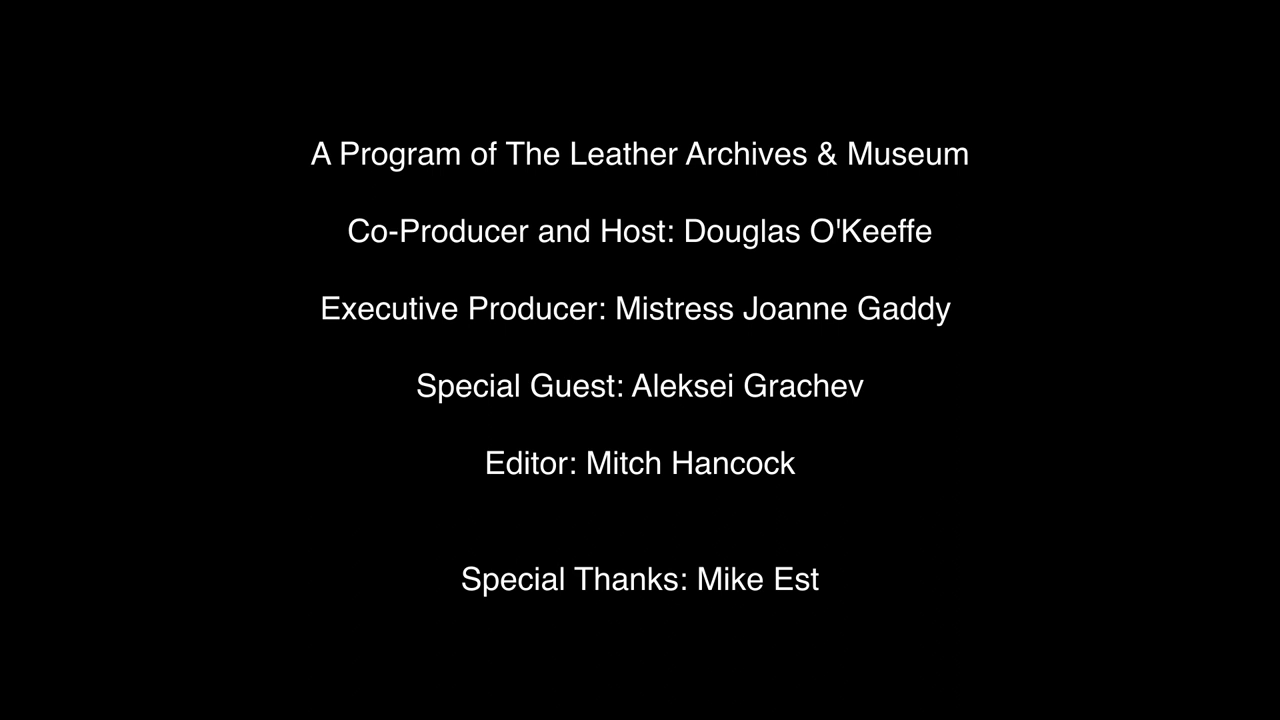 A Program of The Leather Archives & Museum
Co-Producer and Host: Douglas O'Keeffe
Executive Producer: Mistress Joanne Gaddy
Special Guest: Aleksei Grachev
Editor: Mitch Hancock
Special Thanks: Mike Est